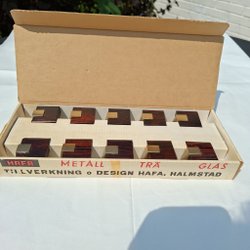 HAFA METALL TRÄ GLAS
TILLVERKNING o DESIGN HAFA, HALMSTAD